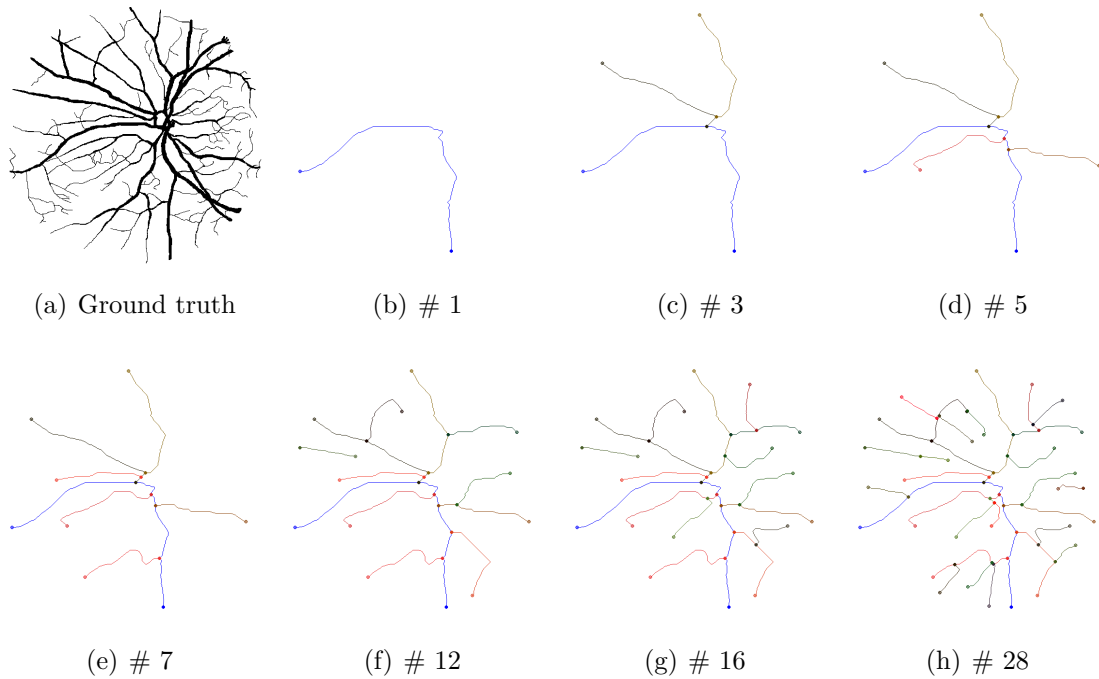 (a) Ground truth (b) # 1 (c) # 3 (d) # 5
(e) # 7 (f) # 12 (g) # 16 (h) # 28